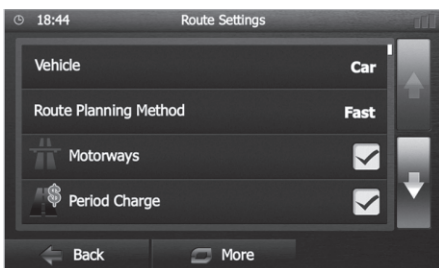 18:44 Route Settings
Vehicle Car
Route Planning Method Fast
Motorways
$ Period Charge
Back More